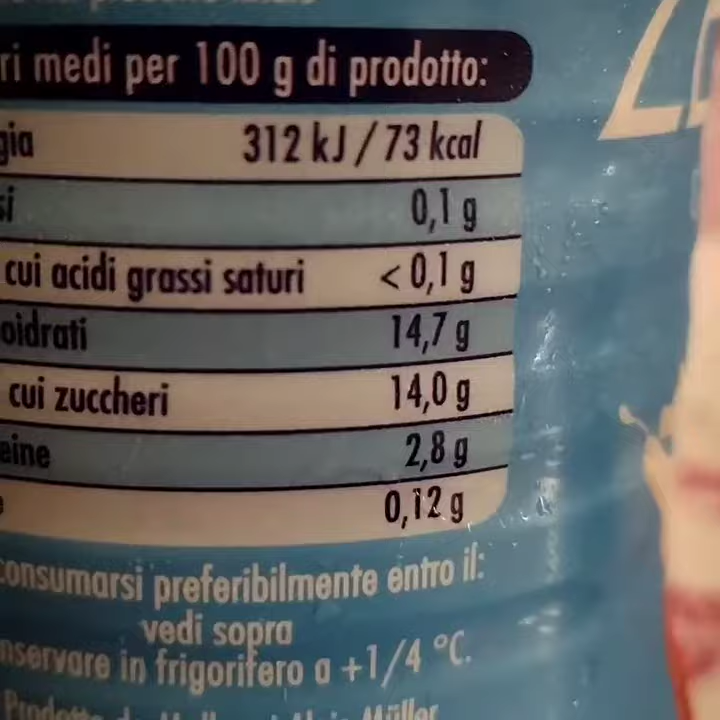 ri medi per 100 g di prodotto:
gia 312 kJ / 73 kcal
si 0,1 g
cui acidi grassi saturi < 0,1 g
oidrati 14,7 g
cui zuccheri 14,0 g
eine 2,8 g
e 0,12 g
consumarsi preferibilmente entro il:
vedi sopra
nservare in frigorifero a +1/4 °C.
Müller